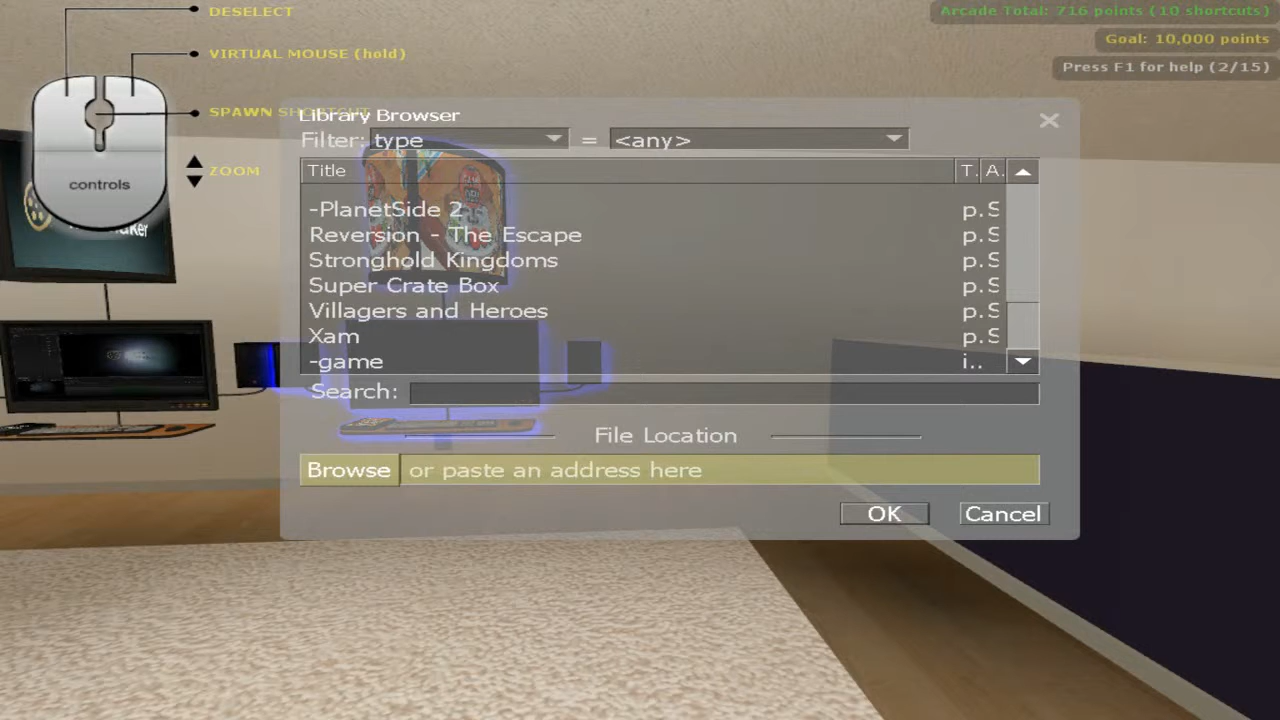 DESELECT
VIRTUAL MOUSE (hold)
SPAWN SHORTCUT
ZOOM
controls
Arcade Total: 716 points (10 shortcuts)
Goal: 10,000 points
Press F1 for help (2/15)
Library Browser
Filter: type = <any>
Title T. A.
-PlanetSide 2 p. S
Reversion - The Escape p. S
Stronghold Kingdoms p. S
Super Crate Box p. S
Villagers and Heroes p. S
Xam p. S
-game i..
Search:
File Location
Browse or paste an address here
OK Cancel